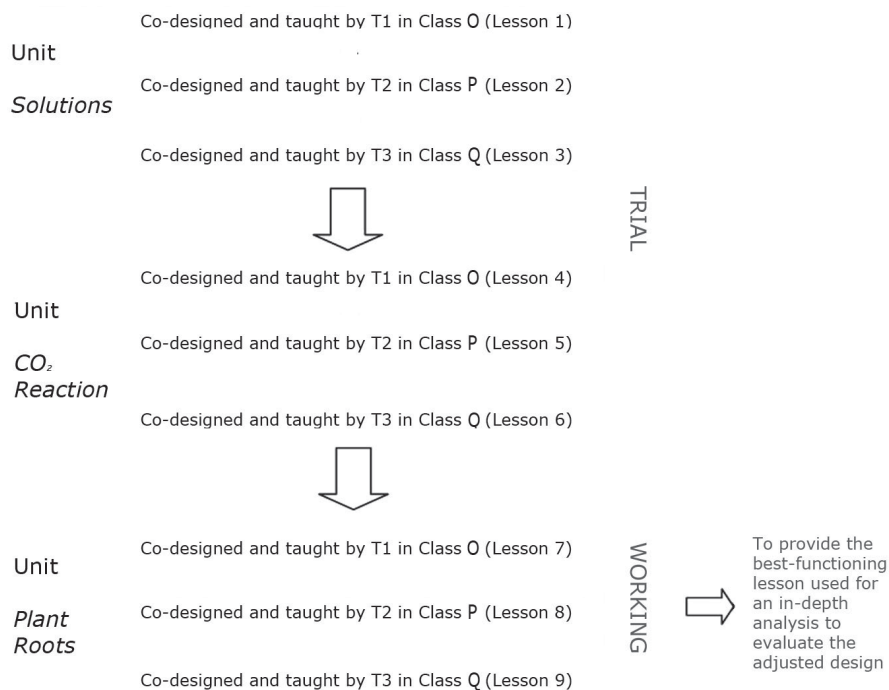 Co-designed and taught by T1 in Class O (Lesson 1)
Unit
Solutions
Co-designed and taught by T2 in Class P (Lesson 2)
Co-designed and taught by T3 in Class Q (Lesson 3)
TRIAL
Co-designed and taught by T1 in Class O (Lesson 4)
Unit
CO₂
Reaction
Co-designed and taught by T2 in Class P (Lesson 5)
Co-designed and taught by T3 in Class Q (Lesson 6)
Co-designed and taught by T1 in Class O (Lesson 7)
Unit
Plant
Roots
Co-designed and taught by T2 in Class P (Lesson 8)
Co-designed and taught by T3 in Class Q (Lesson 9)
WORKING
To provide the
best-functioning
lesson used for
an in-depth
analysis to
evaluate the
adjusted design